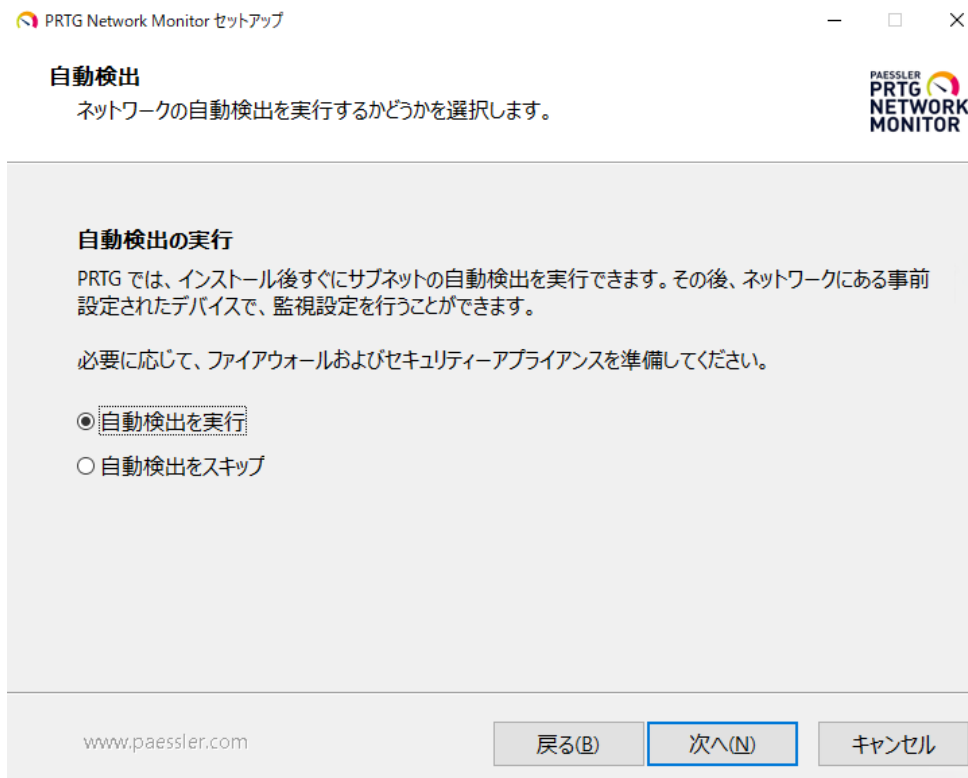 PRTG Network Monitor セットアップ
自動検出
ネットワークの自動検出を実行するかどうかを選択します。
PAESSLER
PRTG
NETWORK
MONITOR
自動検出の実行
PRTG では、インストール後すぐにサブネットの自動検出を実行できます。その後、ネットワークにある事前
設定されたデバイスで、監視設定を行うことができます。
必要に応じて、ファイアウォールおよびセキュリティーアプライアンスを準備してください。
自動検出を実行
自動検出をスキップ
www.paessler.com
戻る(B)
次へ(N)
キャンセル